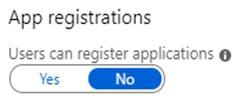 App registrations
Users can register applications
Yes No